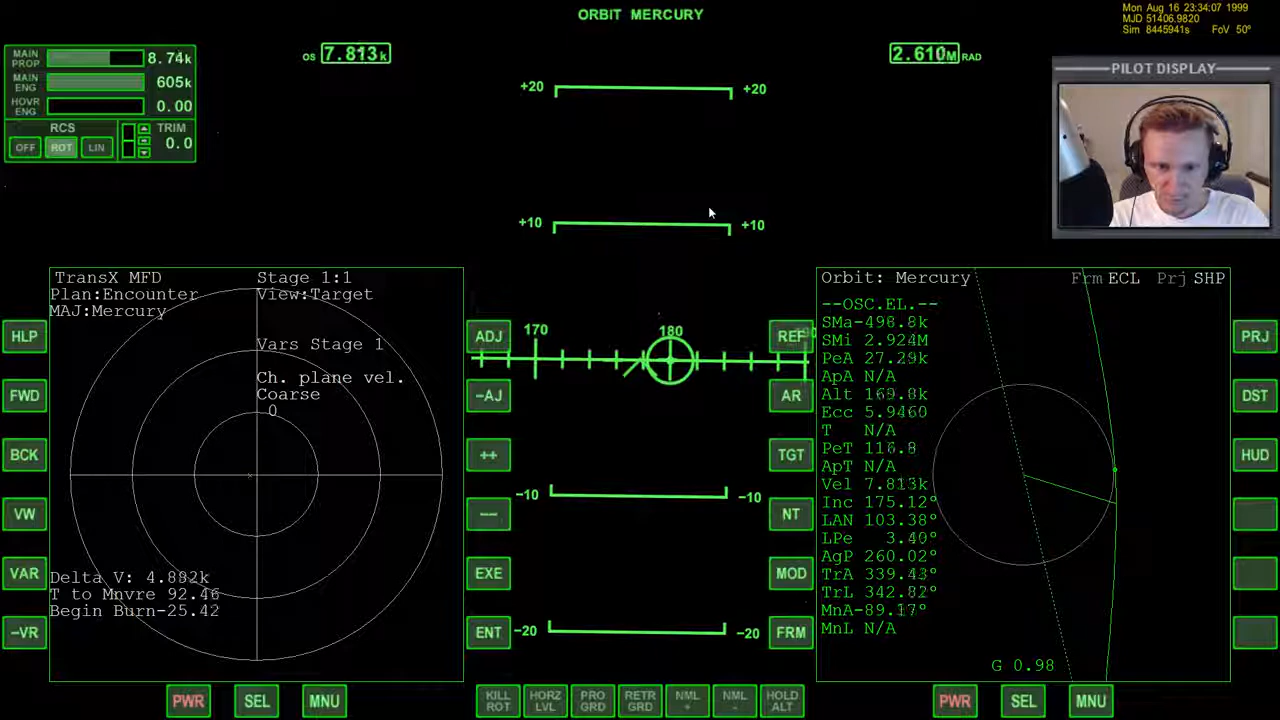 ORBIT MERCURY
Mon Aug 16 23:34:07 1999
MJD 51406.9820
Sim 8445941s FoV 50°
MAIN PROP 8.74k
MAIN ENG 605k
HOVR ENG 0.00
RCS TRIM
OFF ROT LIN 0.0
OS 7.813k
2.610M RAD
PILOT DISPLAY
+20 +20
+10 +10
170 180
-10 -10
-20 -20
TransX MFD Stage 1:1
Plan:Encounter View:Target
MAJ:Mercury
Vars Stage 1
Ch. plane vel.
Coarse
0
Delta V: 4.882k
T to Mnvre 92.46
Begin Burn-25.42
HLP
FWD
BCK
VW
VAR
-VR
ADJ
-AJ
++
--
EXE
ENT
PWR SEL MNU
KILL ROT
HORZ LVL
PRO GRD
RETR GRD
NML +
NML -
HOLD ALT
REF
AR
TGT
NT
MOD
FRM
Orbit: Mercury Frm ECL Prj SHP
--OSC.EL.--
SMa-498.8k
SMi 2.924M
PeA 27.29k
ApA N/A
Alt 169.8k
Ecc 5.9460
T N/A
PeT 116.8
ApT N/A
Vel 7.813k
Inc 175.12°
LAN 103.38°
LPe 3.40°
AgP 260.02°
TrA 339.43°
TrL 342.82°
MnA-89.17°
MnL N/A
G 0.98
PRJ
DST
HUD
PWR SEL MNU